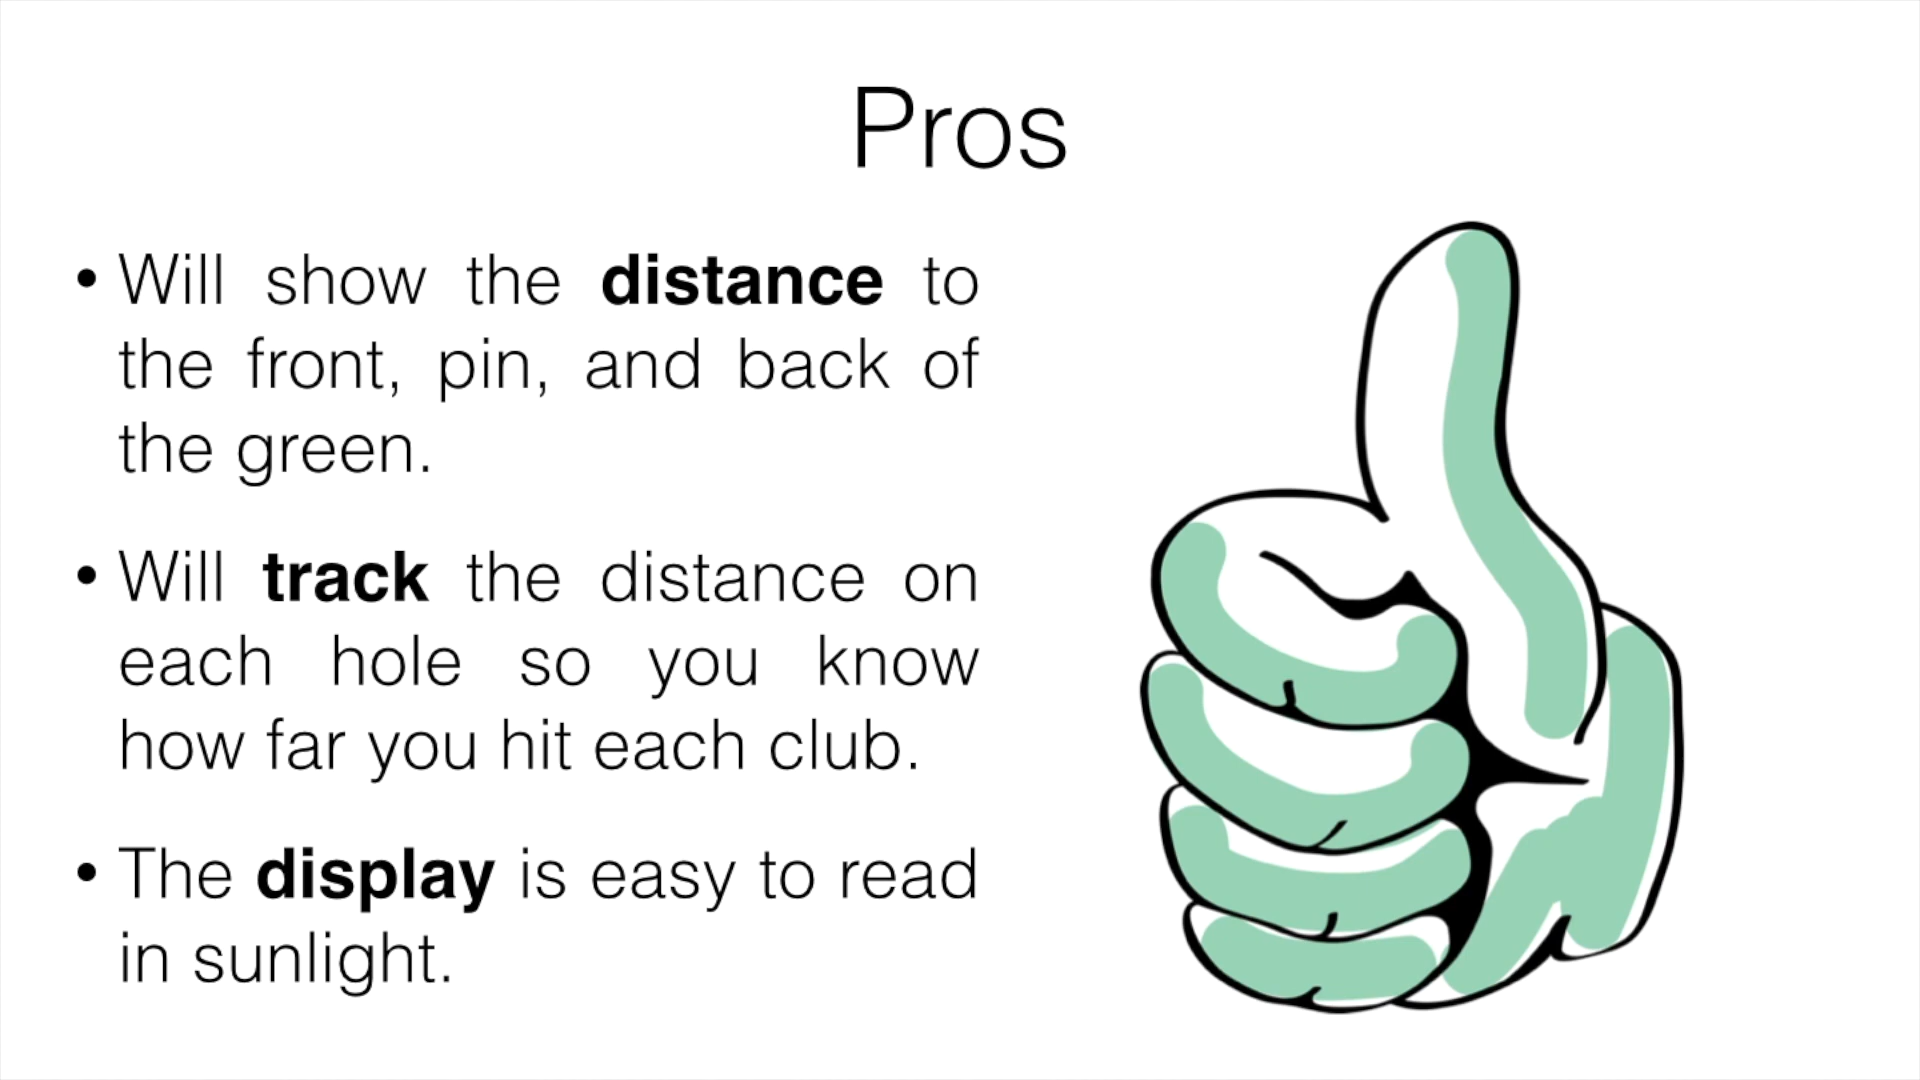 Pros
• Will show the distance to
the front, pin, and back of
the green.
• Will track the distance on
each hole so you know
how far you hit each club.
• The display is easy to read
in sunlight.